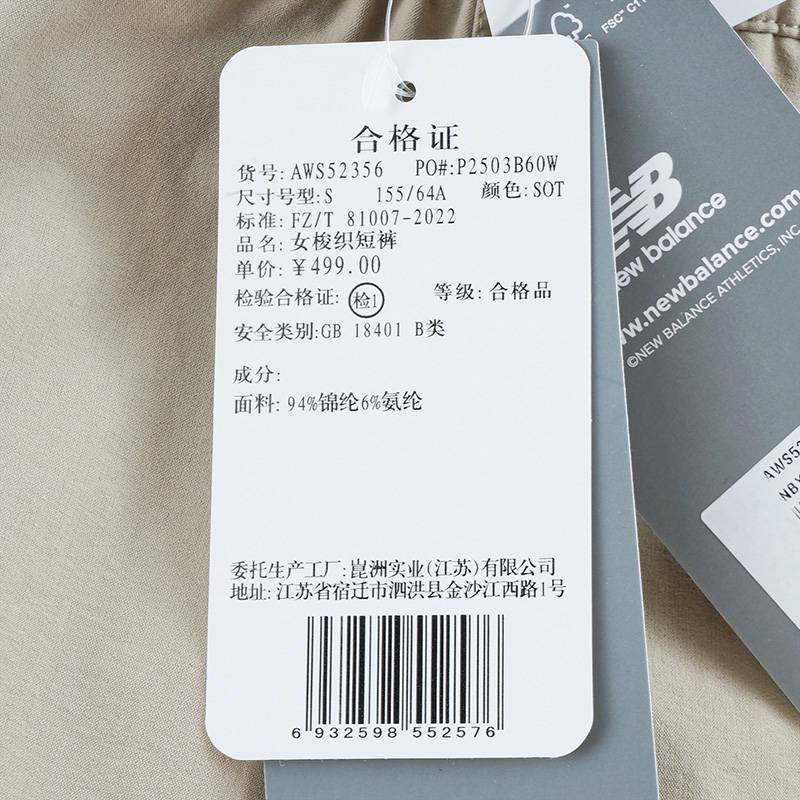 合格证
货号: AWS52356 PO#:P2503B60W
尺寸号型:S 155/64A 颜色:SOT
标准: FZ/T 81007-2022
品名: 女梭织短裤
单价: ¥499.00
检验合格证: 检1 等级: 合格品
安全类别:GB 18401 B类
成分:
面料: 94%锦纶6%氨纶
委托生产工厂: 崑洲实业(江苏)有限公司
地址: 江苏省宿迁市泗洪县金沙江西路1号
6 932598 552576
FSC™ C11
NB
new balance
www.newbalance.com
©NEW BALANCE ATHLETICS, INC
AWS52